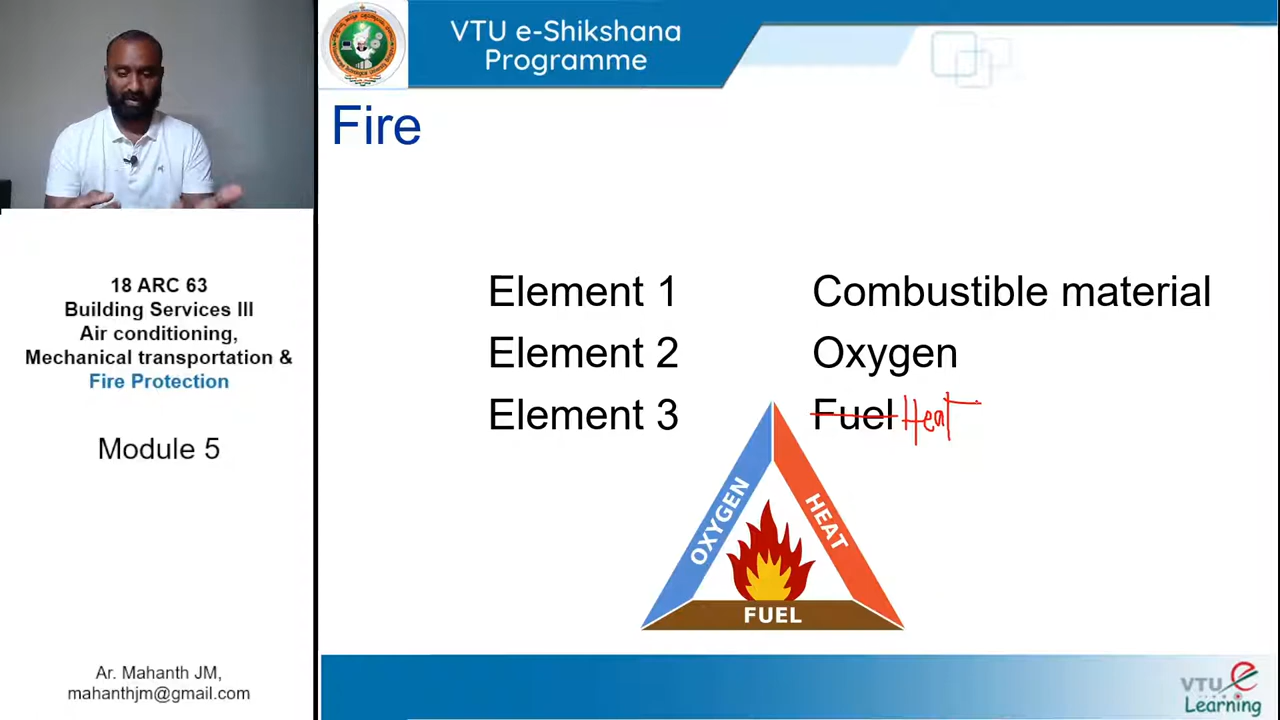 VTU e-Shikshana
Programme
Fire
18 ARC 63
Building Services III
Air conditioning,
Mechanical transportation &
Fire Protection
Module 5
Ar. Mahanth JM,
mahanthjm@gmail.com
Element 1 Combustible material
Element 2 Oxygen
Element 3 Fuel Heat
OXYGEN
HEAT
FUEL
VTU e
Learning